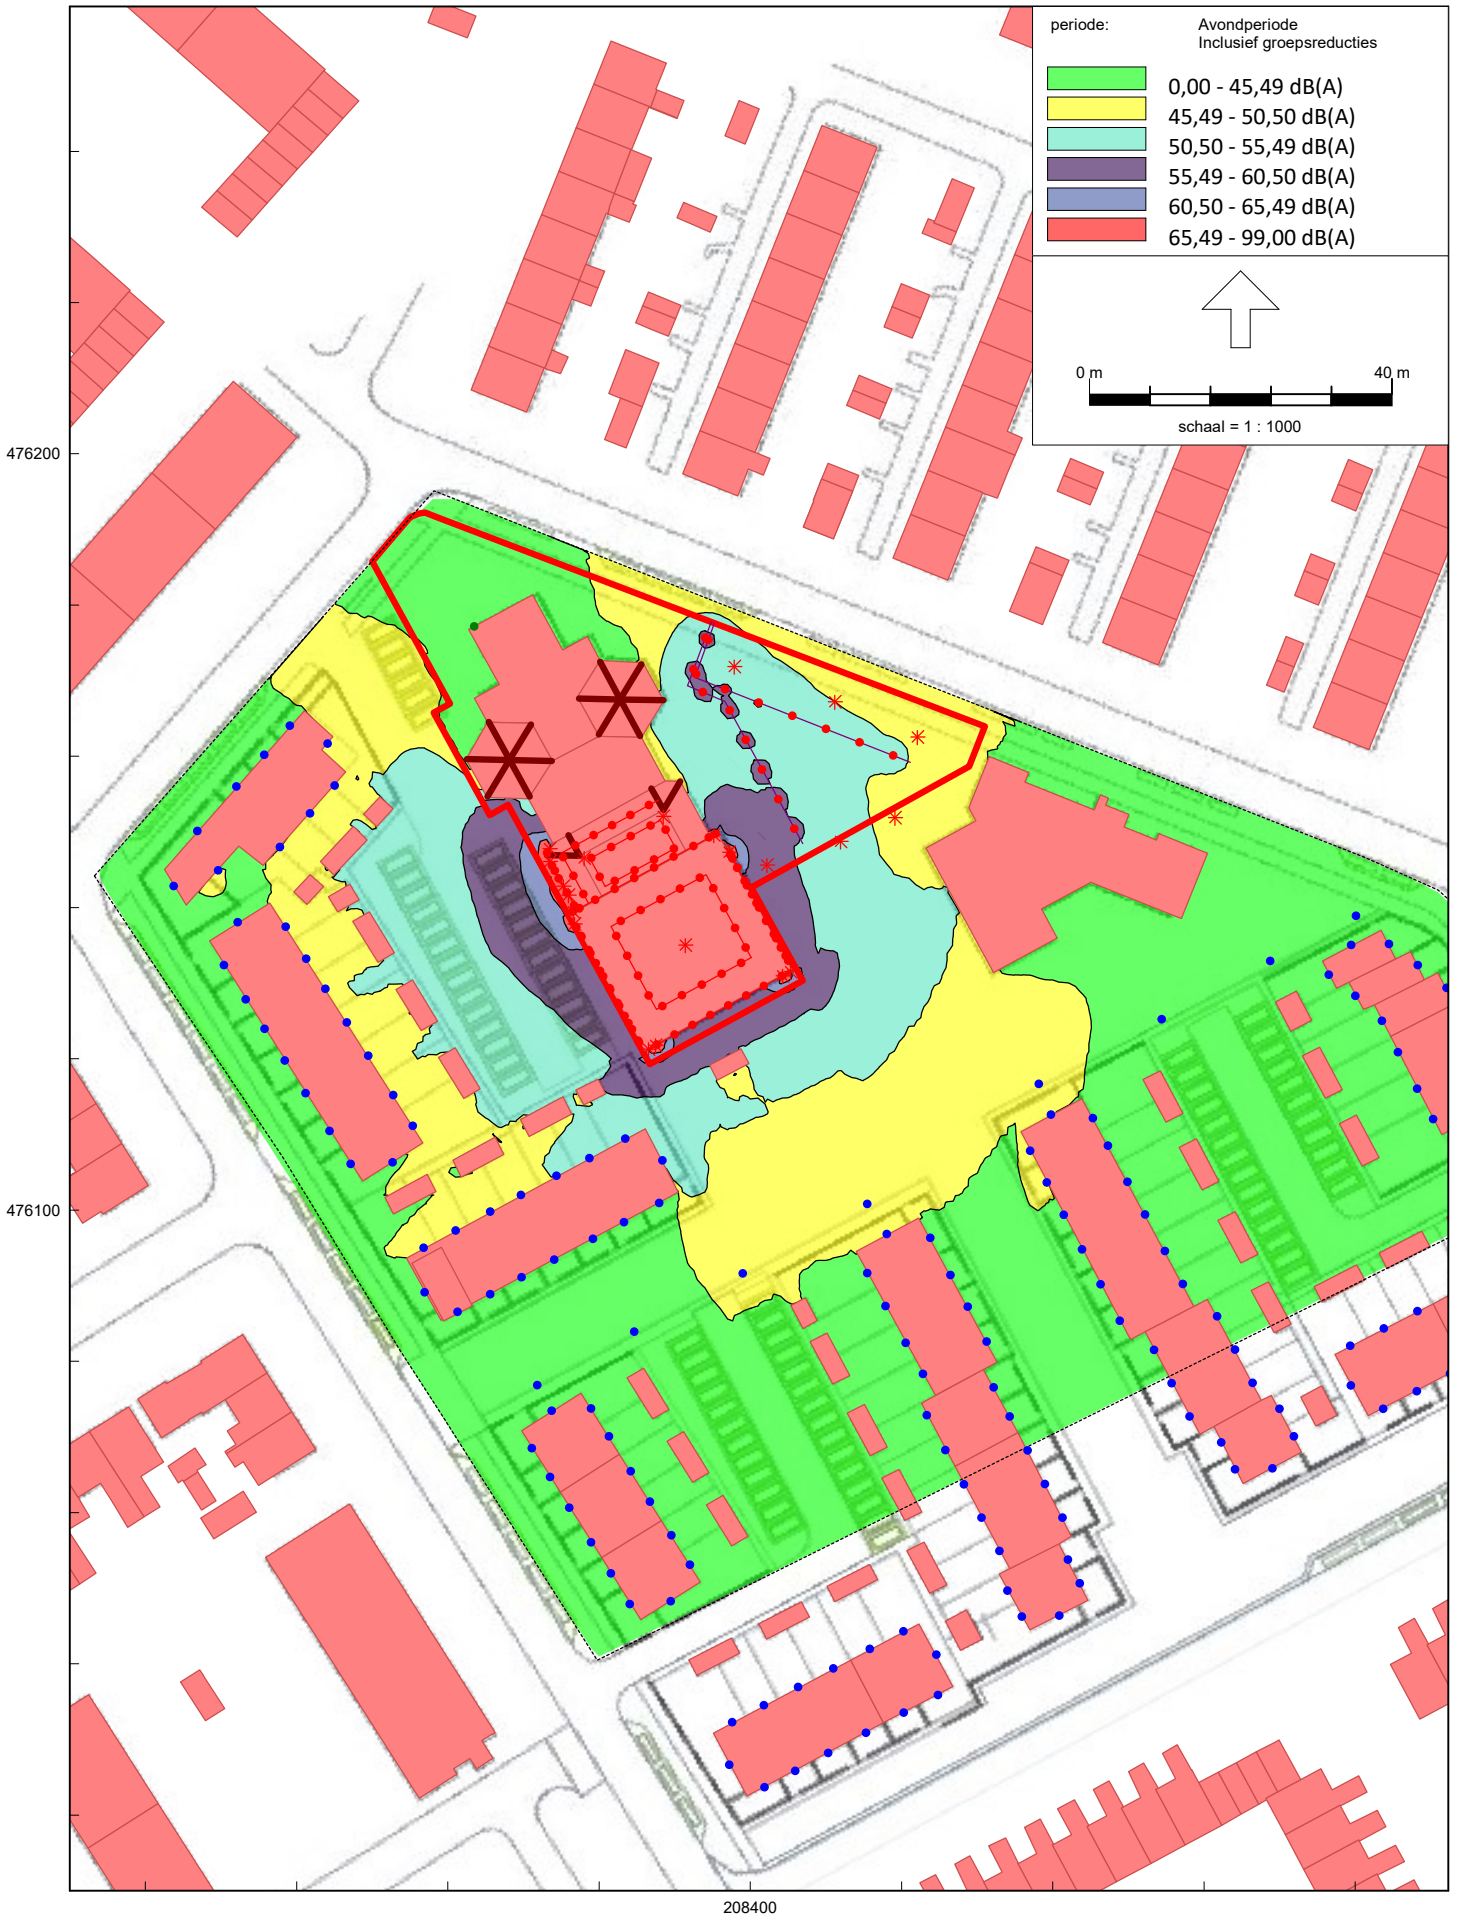 periode: Avondperiode
Inclusief groepsreducties
0,00 - 45,49 dB(A)
45,49 - 50,50 dB(A)
50,50 - 55,49 dB(A)
55,49 - 60,50 dB(A)
60,50 - 65,49 dB(A)
65,49 - 99,00 dB(A)
0 m 40 m
schaal = 1 : 1000
476200
476100
208400